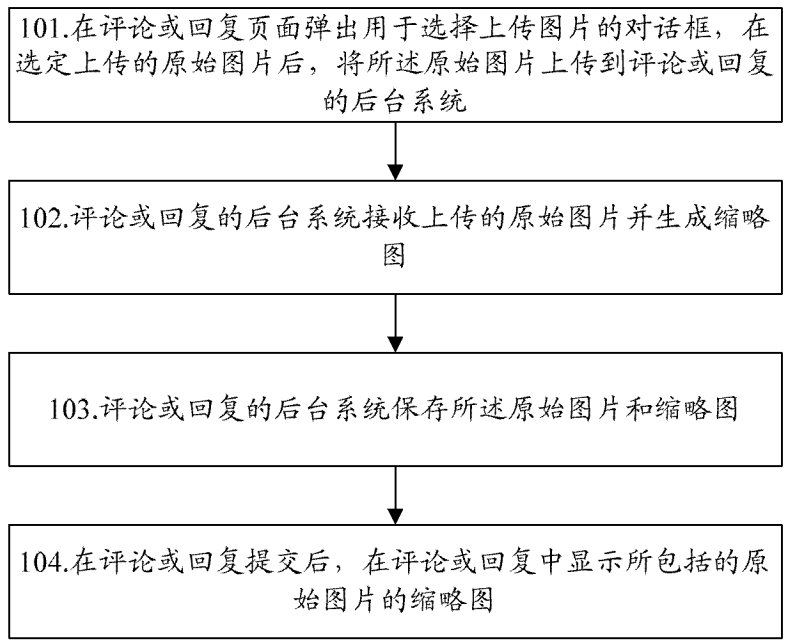 101.在评论或回复页面弹出用于选择上传图片的对话框，在
选定上传的原始图片后，将所述原始图片上传到评论或回复
的后台系统
102.评论或回复的后台系统接收上传的原始图片并生成缩略
图
103.评论或回复的后台系统保存所述原始图片和缩略图
104.在评论或回复提交后，在评论或回复中显示所包括的原
始图片的缩略图